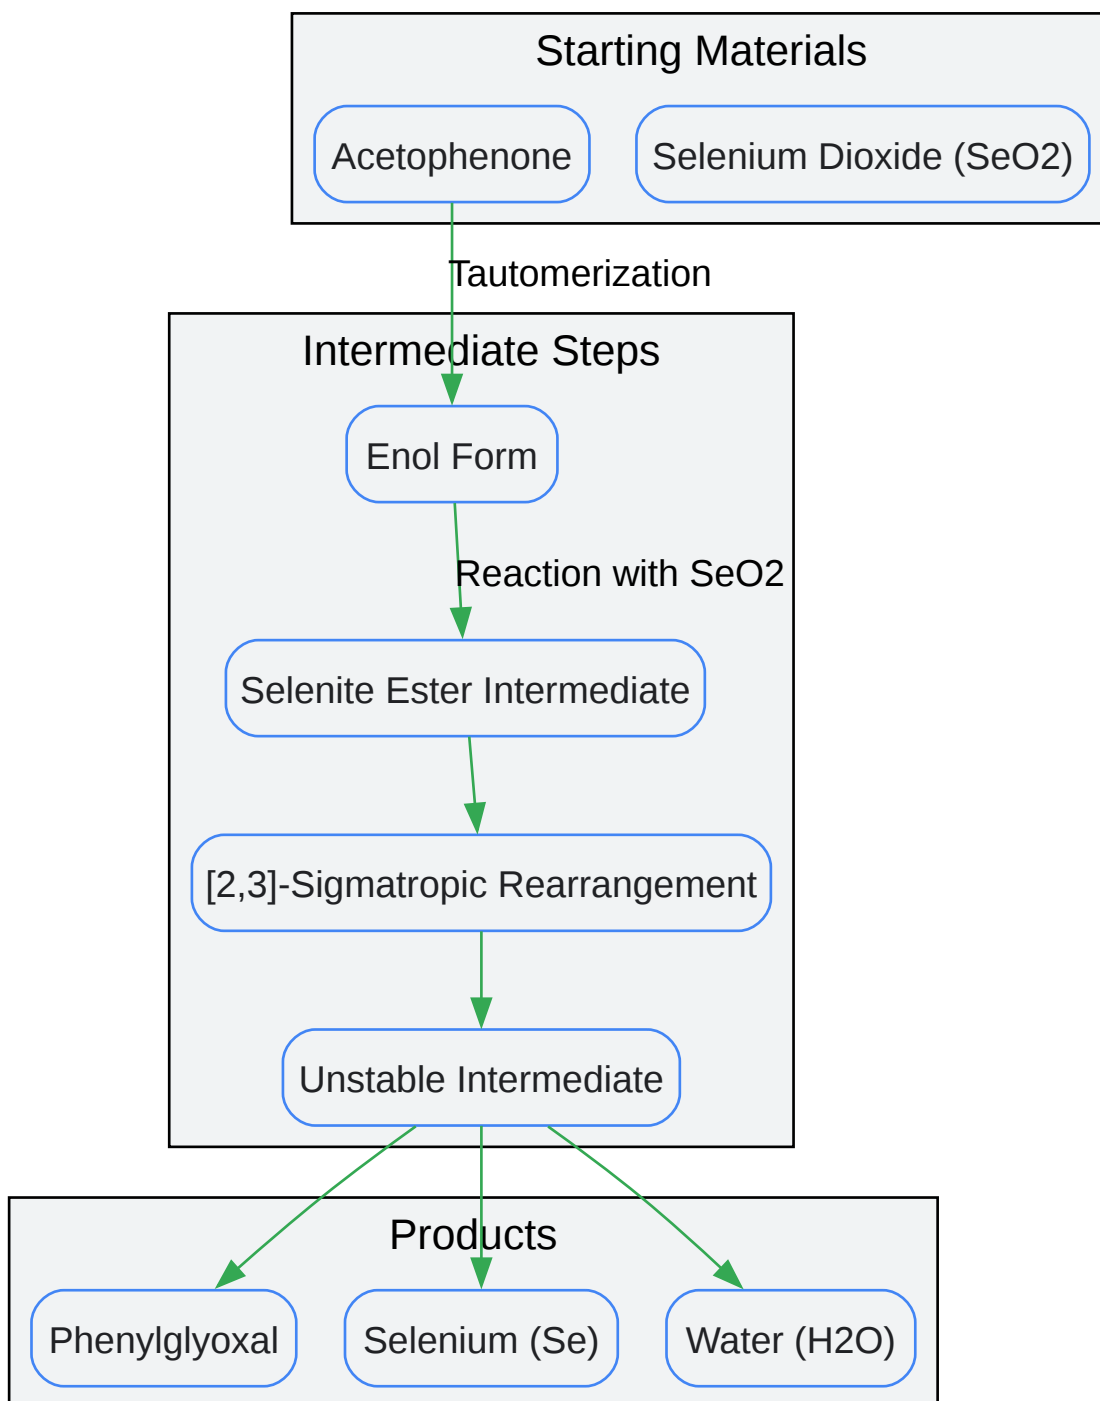 Starting Materials
Acetophenone
Selenium Dioxide (SeO2)
Tautomerization
Intermediate Steps
Enol Form
Reaction with SeO2
Selenite Ester Intermediate
[2,3]-Sigmatropic Rearrangement
Unstable Intermediate
Products
Phenylglyoxal
Selenium (Se)
Water (H2O)